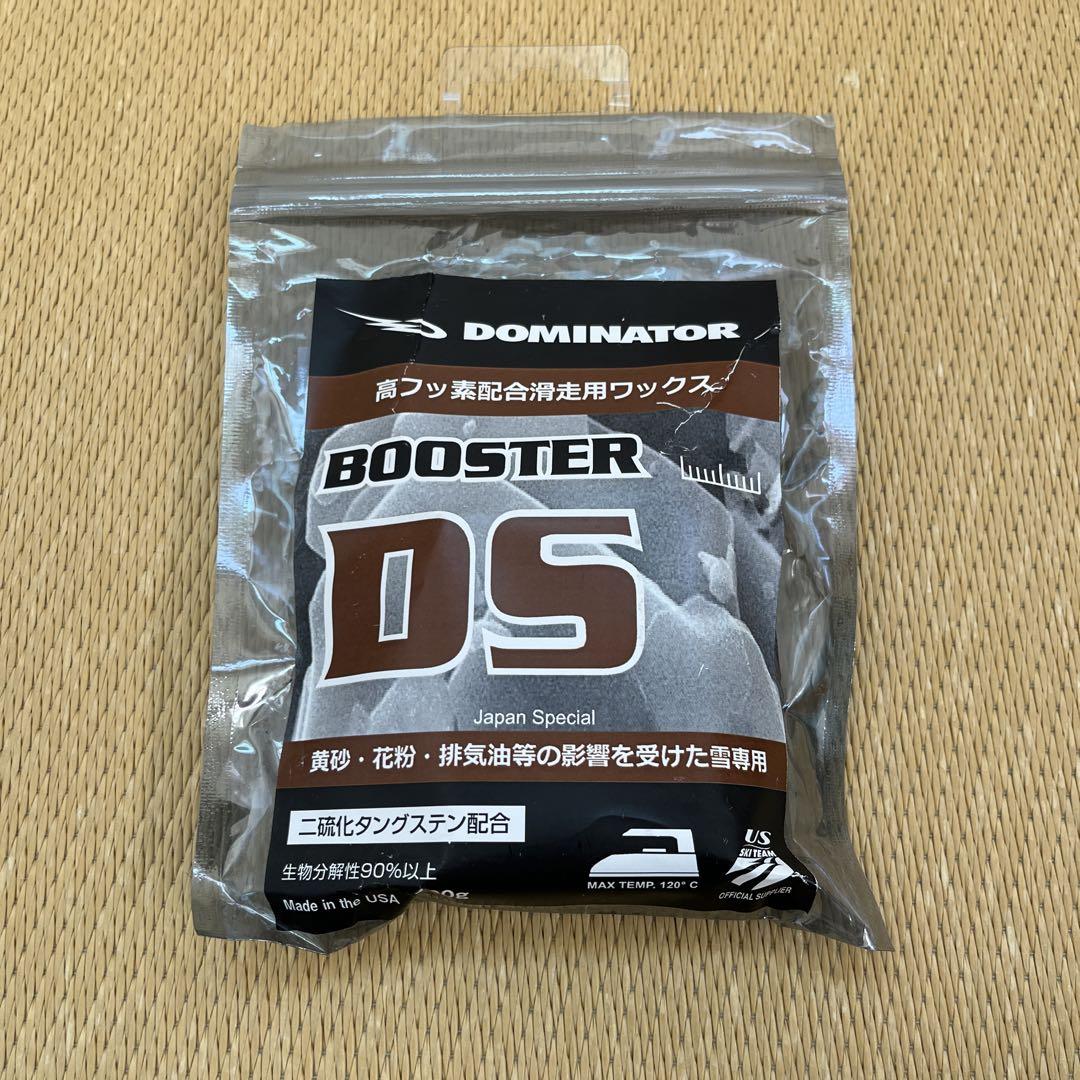 DOMINATOR
高フッ素配合滑走用ワックス
BOOSTER
DS
Japan Special
黄砂・花粉・排気油等の影響を受けた雪専用
二硫化タングステン配合
生物分解性90%以上
Made in the USA
MAX TEMP. 120° C
US
SKI TEAM
OFFICIAL SUPPLIER